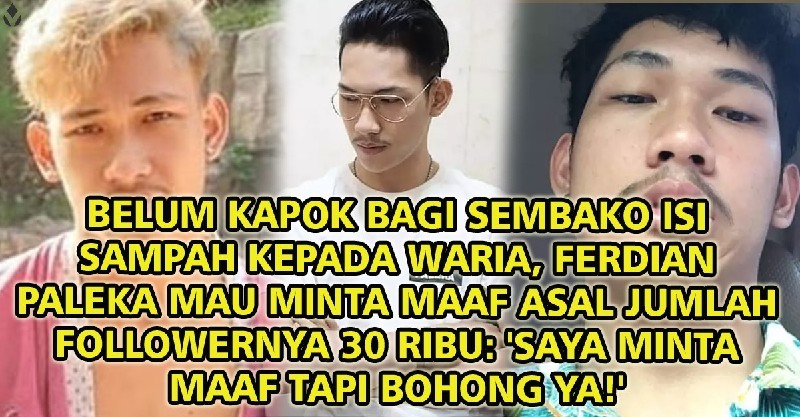 BELUM KAPOK BAGI SEMBAKO ISI
SAMPAH KEPADA WARIA, FERDIAN
PALEKA MAU MINTA MAAF ASAL JUMLAH
FOLLOWERNYA 30 RIBU: 'SAYA MINTA
MAAF TAPI BOHONG YA!'